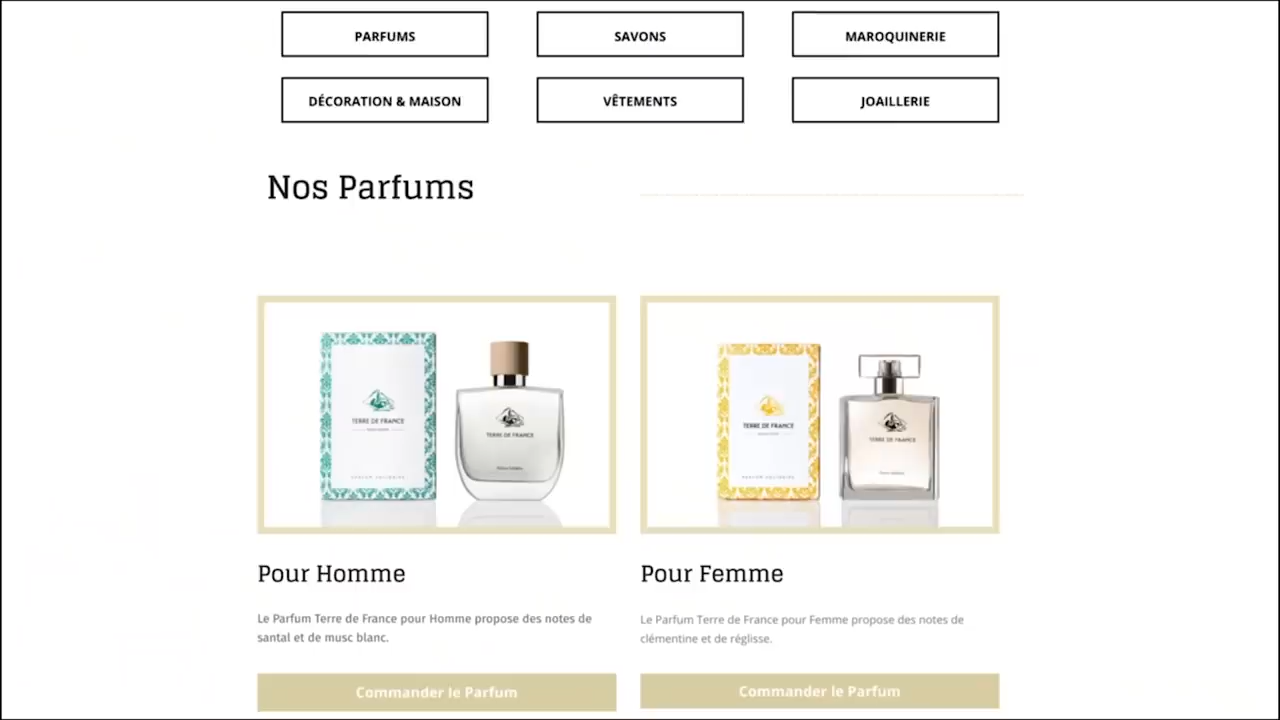 PARFUMS
SAVONS
MAROQUINERIE
DÉCORATION & MAISON
VÊTEMENTS
JOAILLERIE
Nos Parfums
TERRE DE FRANCE
TERRE DE FRANCE
TERRE DE FRANCE
TERRE DE FRANCE
Pour Homme
Le Parfum Terre de France pour Homme propose des notes de
santal et de musc blanc.
Commander le Parfum
Pour Femme
Le Parfum Terre de France pour Femme propose des notes de
clémentine et de réglisse.
Commander le Parfum